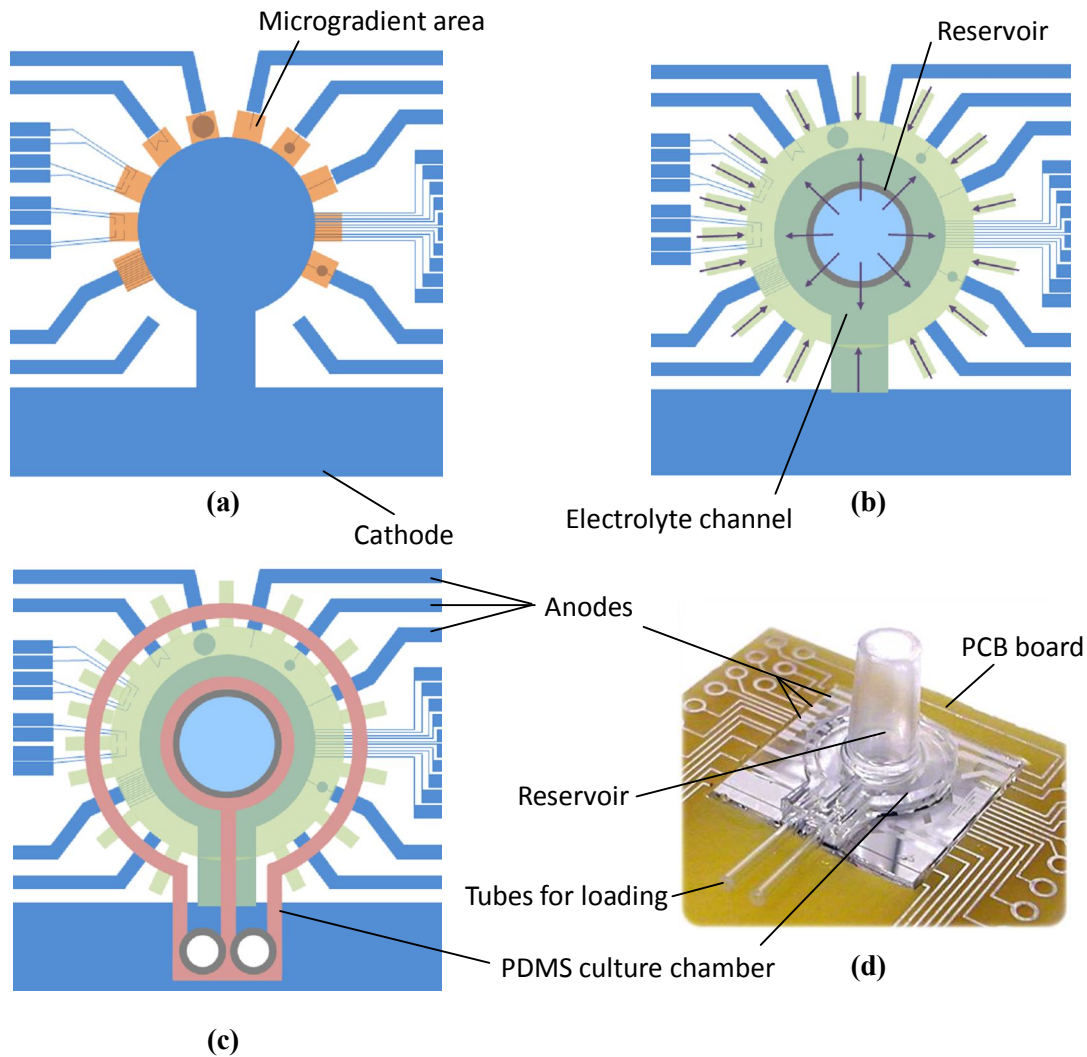 Microgradient area
Reservoir
(a)
Cathode
(b)
Electrolyte channel
Anodes
PCB board
Reservoir
Tubes for loading
PDMS culture chamber
(d)
(c)